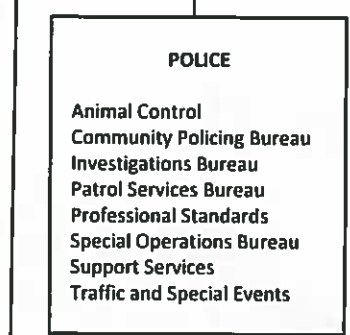 POLICE
Animal Control
Community Policing Bureau
Investigations Bureau
Patrol Services Bureau
Professional Standards
Special Operations Bureau
Support Services
Traffic and Special Events